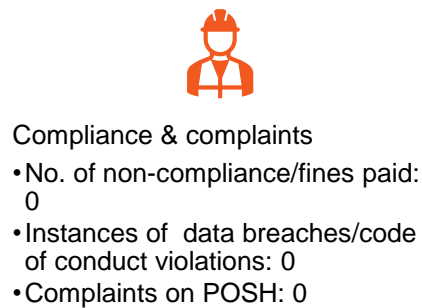 Compliance & complaints
•No. of non-compliance/fines paid:
0
•Instances of  data breaches/code
of conduct violations: 0
•Complaints on POSH: 0